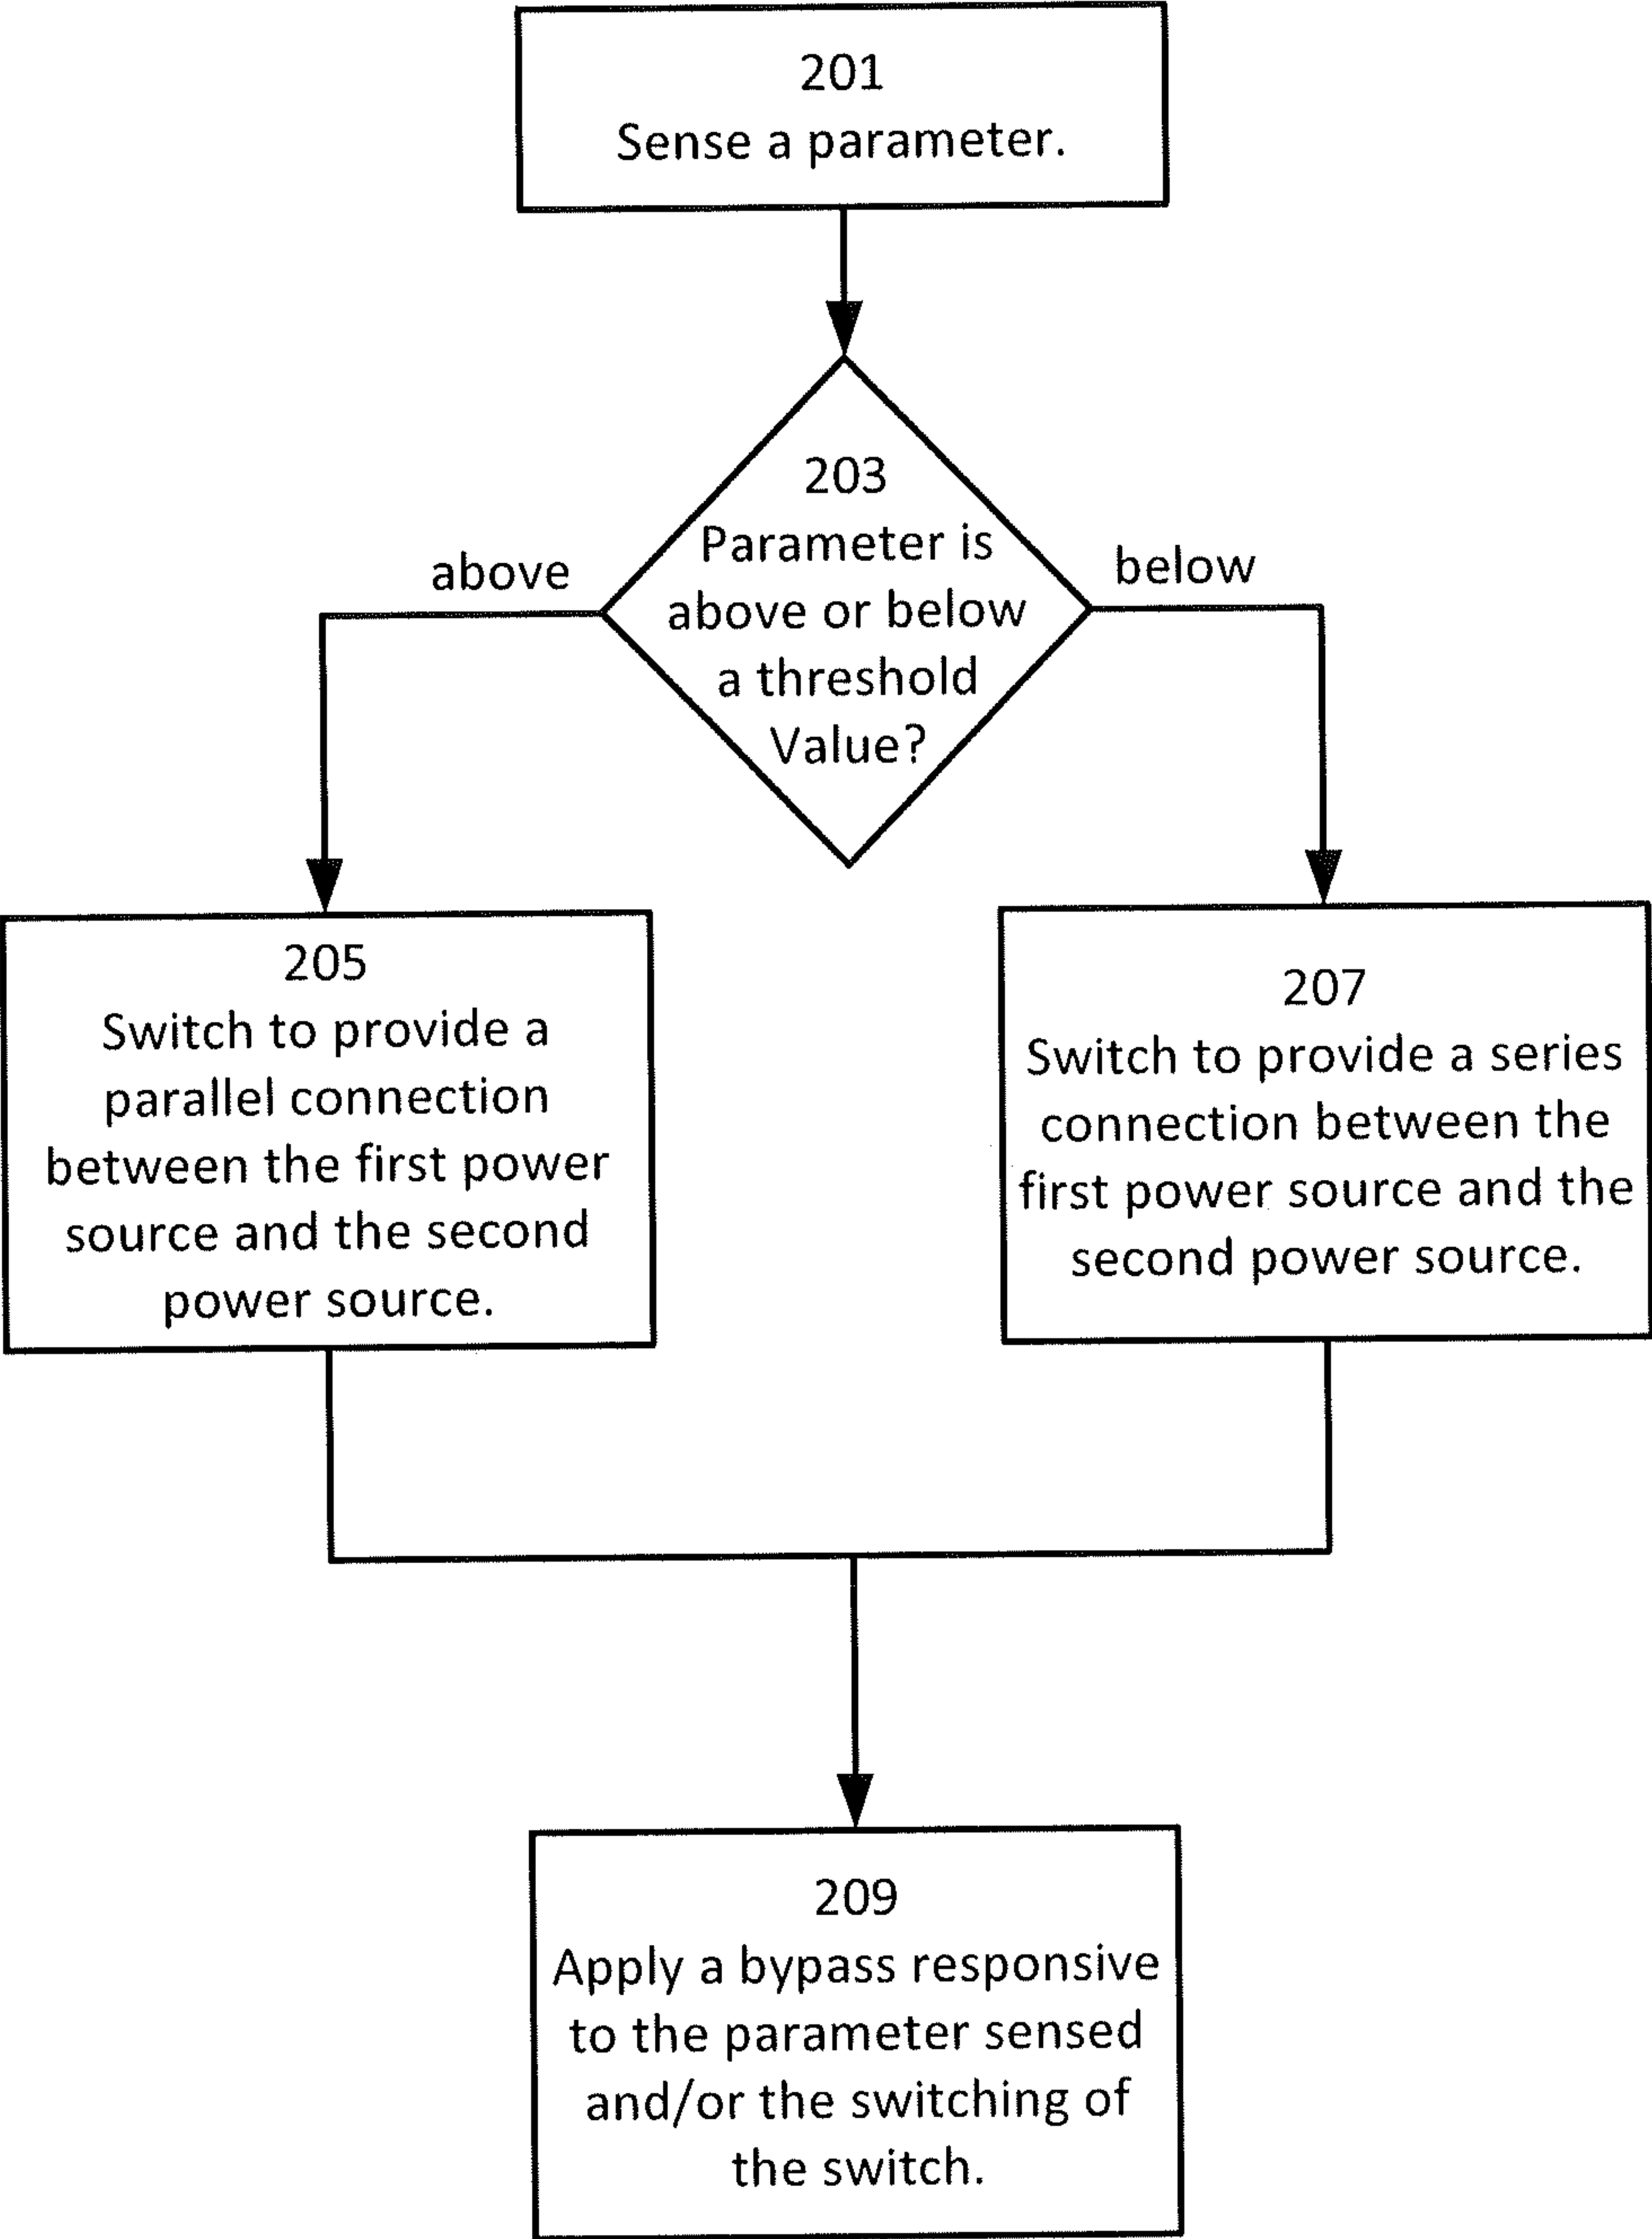 201
Sense a parameter.
203
Parameter is
above or below
a threshold
Value?
above
below
205
Switch to provide a
parallel connection
between the first power
source and the second
power source.
207
Switch to provide a series
connection between the
first power source and the
second power source.
209
Apply a bypass responsive
to the parameter sensed
and/or the switching of
the switch.